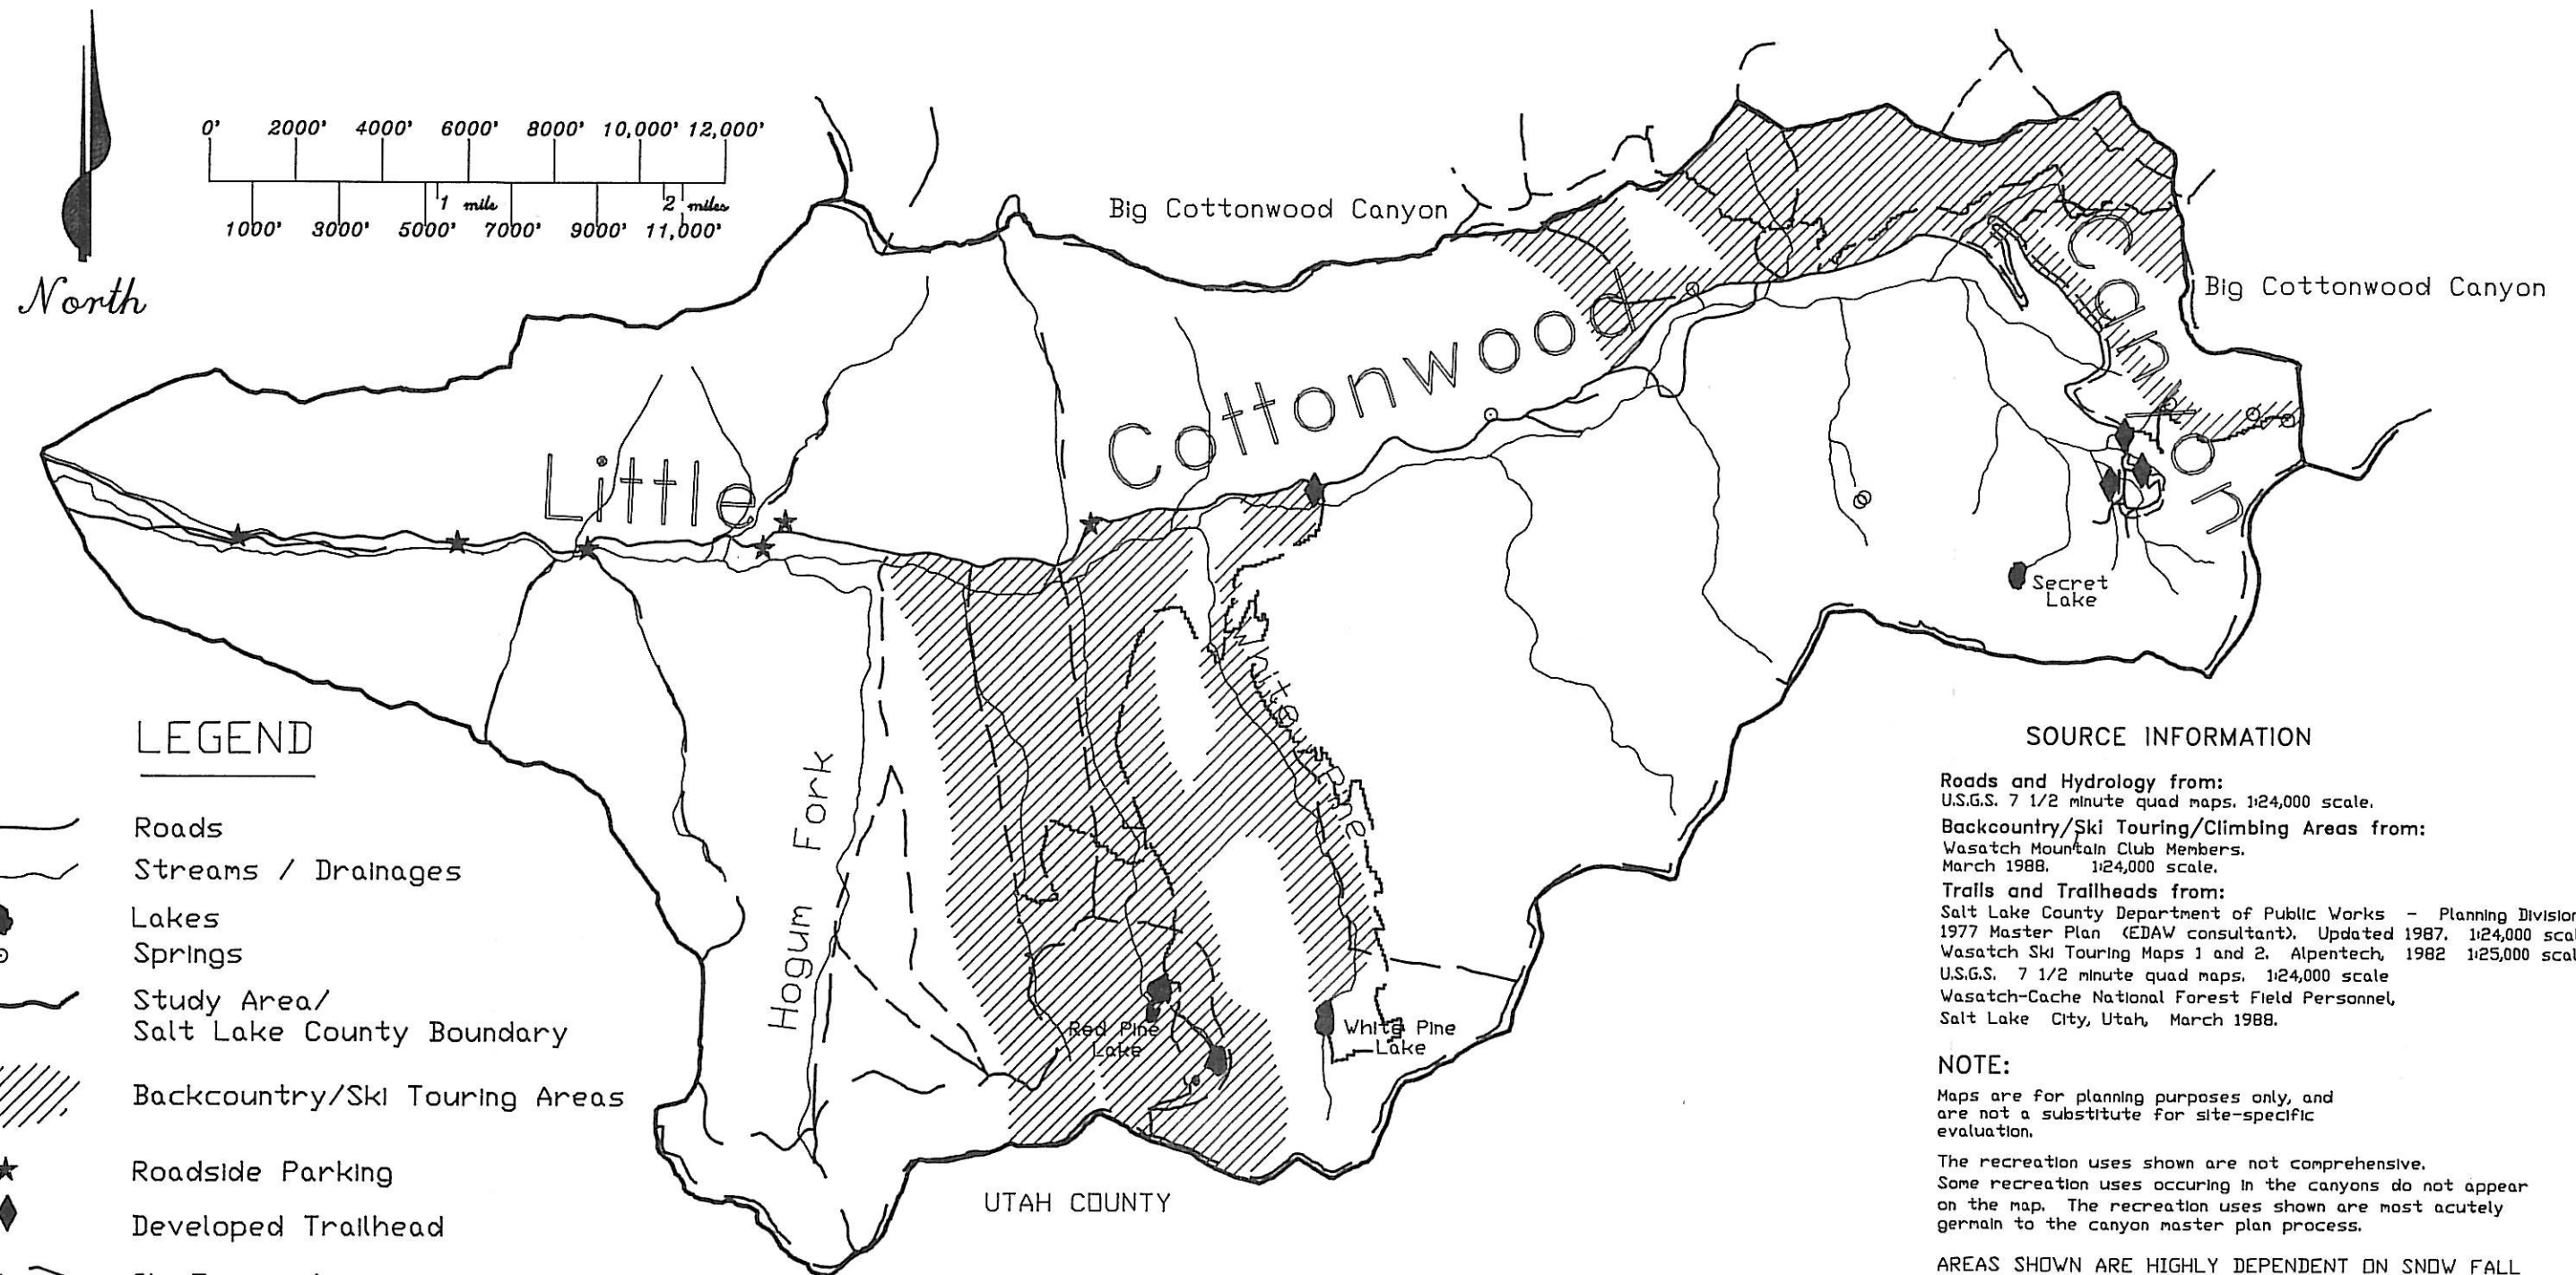 0' 2000' 4000' 6000' 8000' 10,000' 12,000'
1 mile 2 miles
1000' 3000' 5000' 7000' 9000' 11,000'
North
Big Cottonwood Canyon
Big Cottonwood Canyon
Little Cottonwood Canyon
Secret
Lake
White Pine
Hogum Fork
Red Pine
Lake
White Pine
Lake
UTAH COUNTY
LEGEND
Roads
Streams / Drainages
Lakes
Springs
Study Area/
Salt Lake County Boundary
Backcountry/Ski Touring Areas
Roadside Parking
Developed Trailhead
SOURCE INFORMATION
Roads and Hydrology from:
U.S.G.S. 7 1/2 minute quad maps. 1:24,000 scale.
Backcountry/Ski Touring/Climbing Areas from:
Wasatch Mountain Club Members.
March 1988. 1:24,000 scale.
Trails and Trailheads from:
Salt Lake County Department of Public Works - Planning Division
1977 Master Plan (EDAW consultant). Updated 1987. 1:24,000 scal
Wasatch Ski Touring Maps 1 and 2. Alpentech, 1982 1:25,000 scal
U.S.G.S. 7 1/2 minute quad maps. 1:24,000 scale
Wasatch-Cache National Forest Field Personnel,
Salt Lake City, Utah, March 1988.
NOTE:
Maps are for planning purposes only, and
are not a substitute for site-specific
evaluation.
The recreation uses shown are not comprehensive.
Some recreation uses occuring in the canyons do not appear
on the map. The recreation uses shown are most acutely
germain to the canyon master plan process.
AREAS SHOWN ARE HIGHLY DEPENDENT ON SNOW FALL